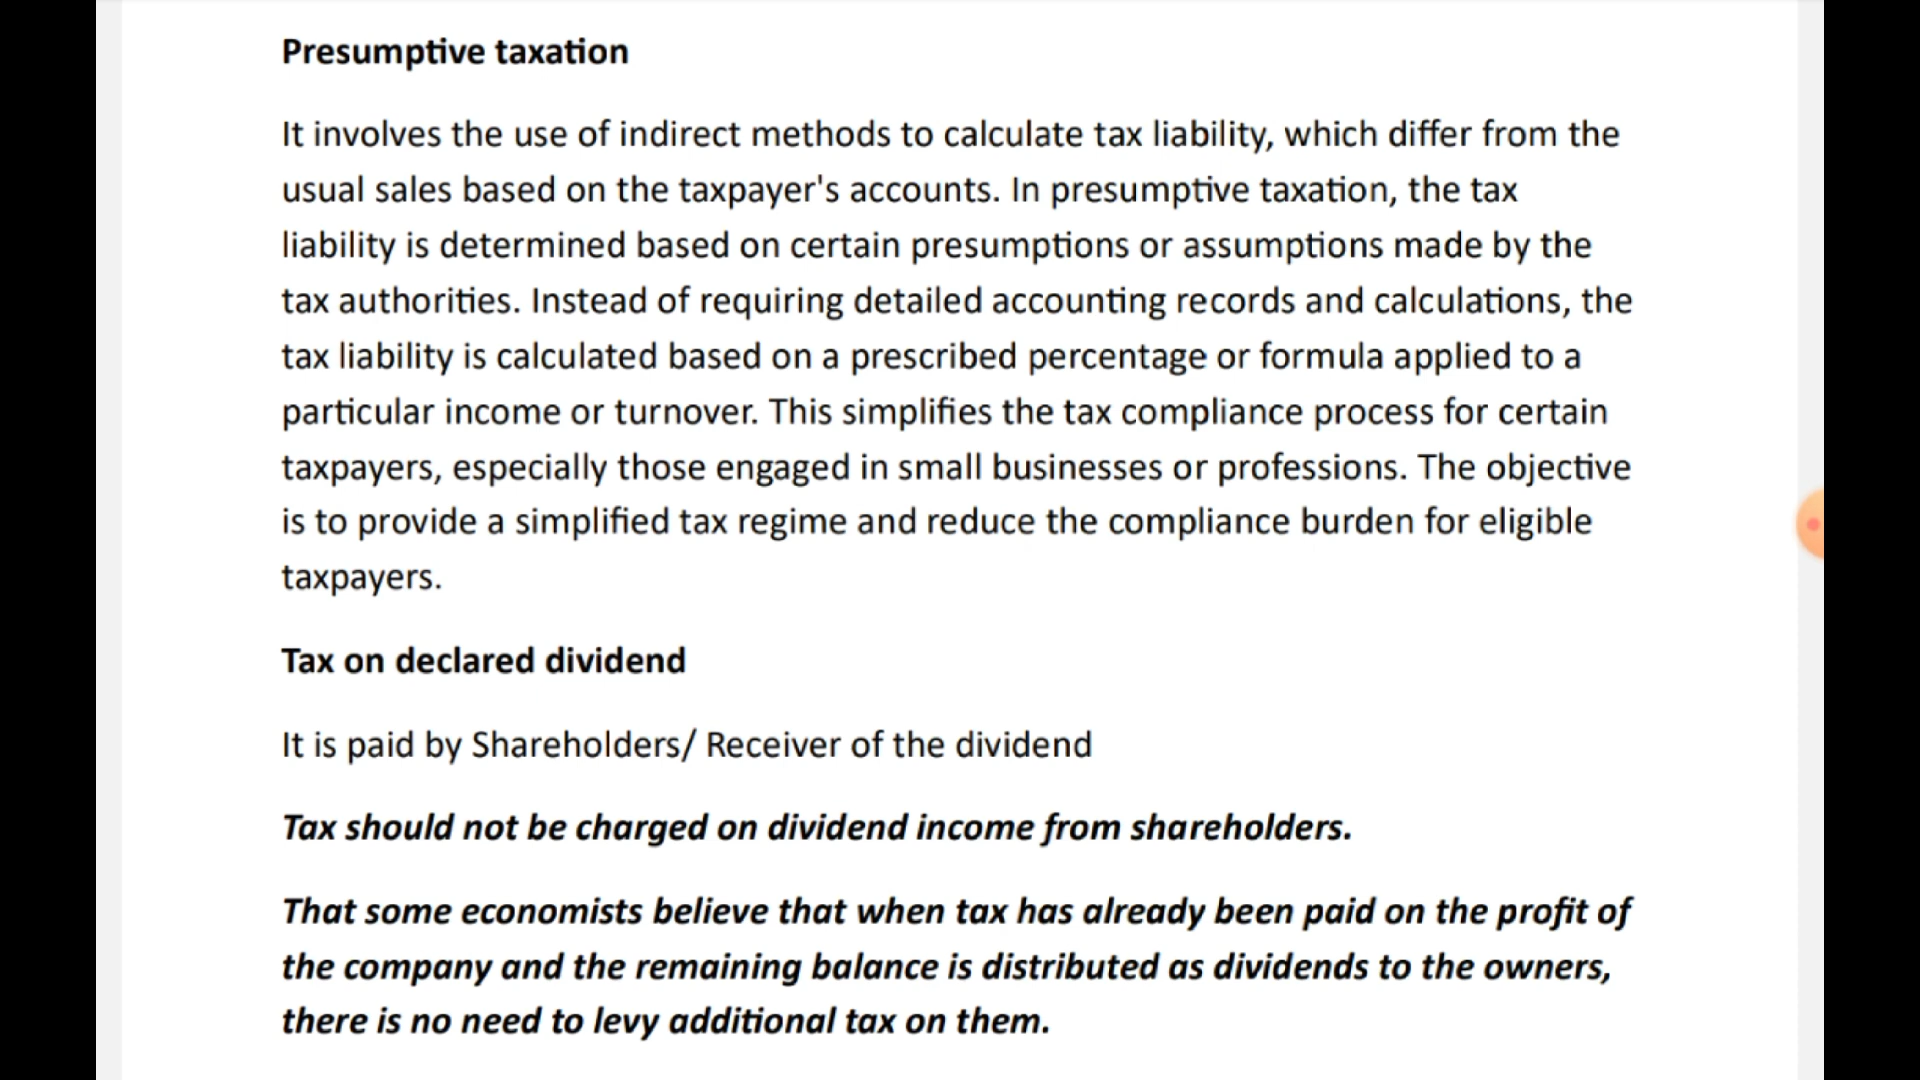 Presumptive taxation
It involves the use of indirect methods to calculate tax liability, which differ from the
usual sales based on the taxpayer's accounts. In presumptive taxation, the tax
liability is determined based on certain presumptions or assumptions made by the
tax authorities. Instead of requiring detailed accounting records and calculations, the
tax liability is calculated based on a prescribed percentage or formula applied to a
particular income or turnover. This simplifies the tax compliance process for certain
taxpayers, especially those engaged in small businesses or professions. The objective
is to provide a simplified tax regime and reduce the compliance burden for eligible
taxpayers.
Tax on declared dividend
It is paid by Shareholders/ Receiver of the dividend
Tax should not be charged on dividend income from shareholders.
That some economists believe that when tax has already been paid on the profit of
the company and the remaining balance is distributed as dividends to the owners,
there is no need to levy additional tax on them.